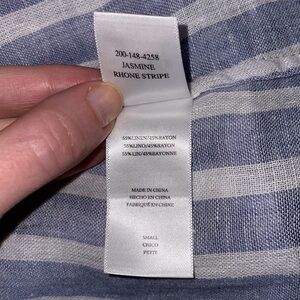 200-148-4258
JASMINE
RHONE STRIPE
55%LINEN/45%RAYON
55%LINO/45%RAYON
55%LIN/45%RAYONNE
MADE IN CHINA
HECHO EN CHINA
FABRIQUÉ EN CHINE
SMALL
CHICO
PETIT